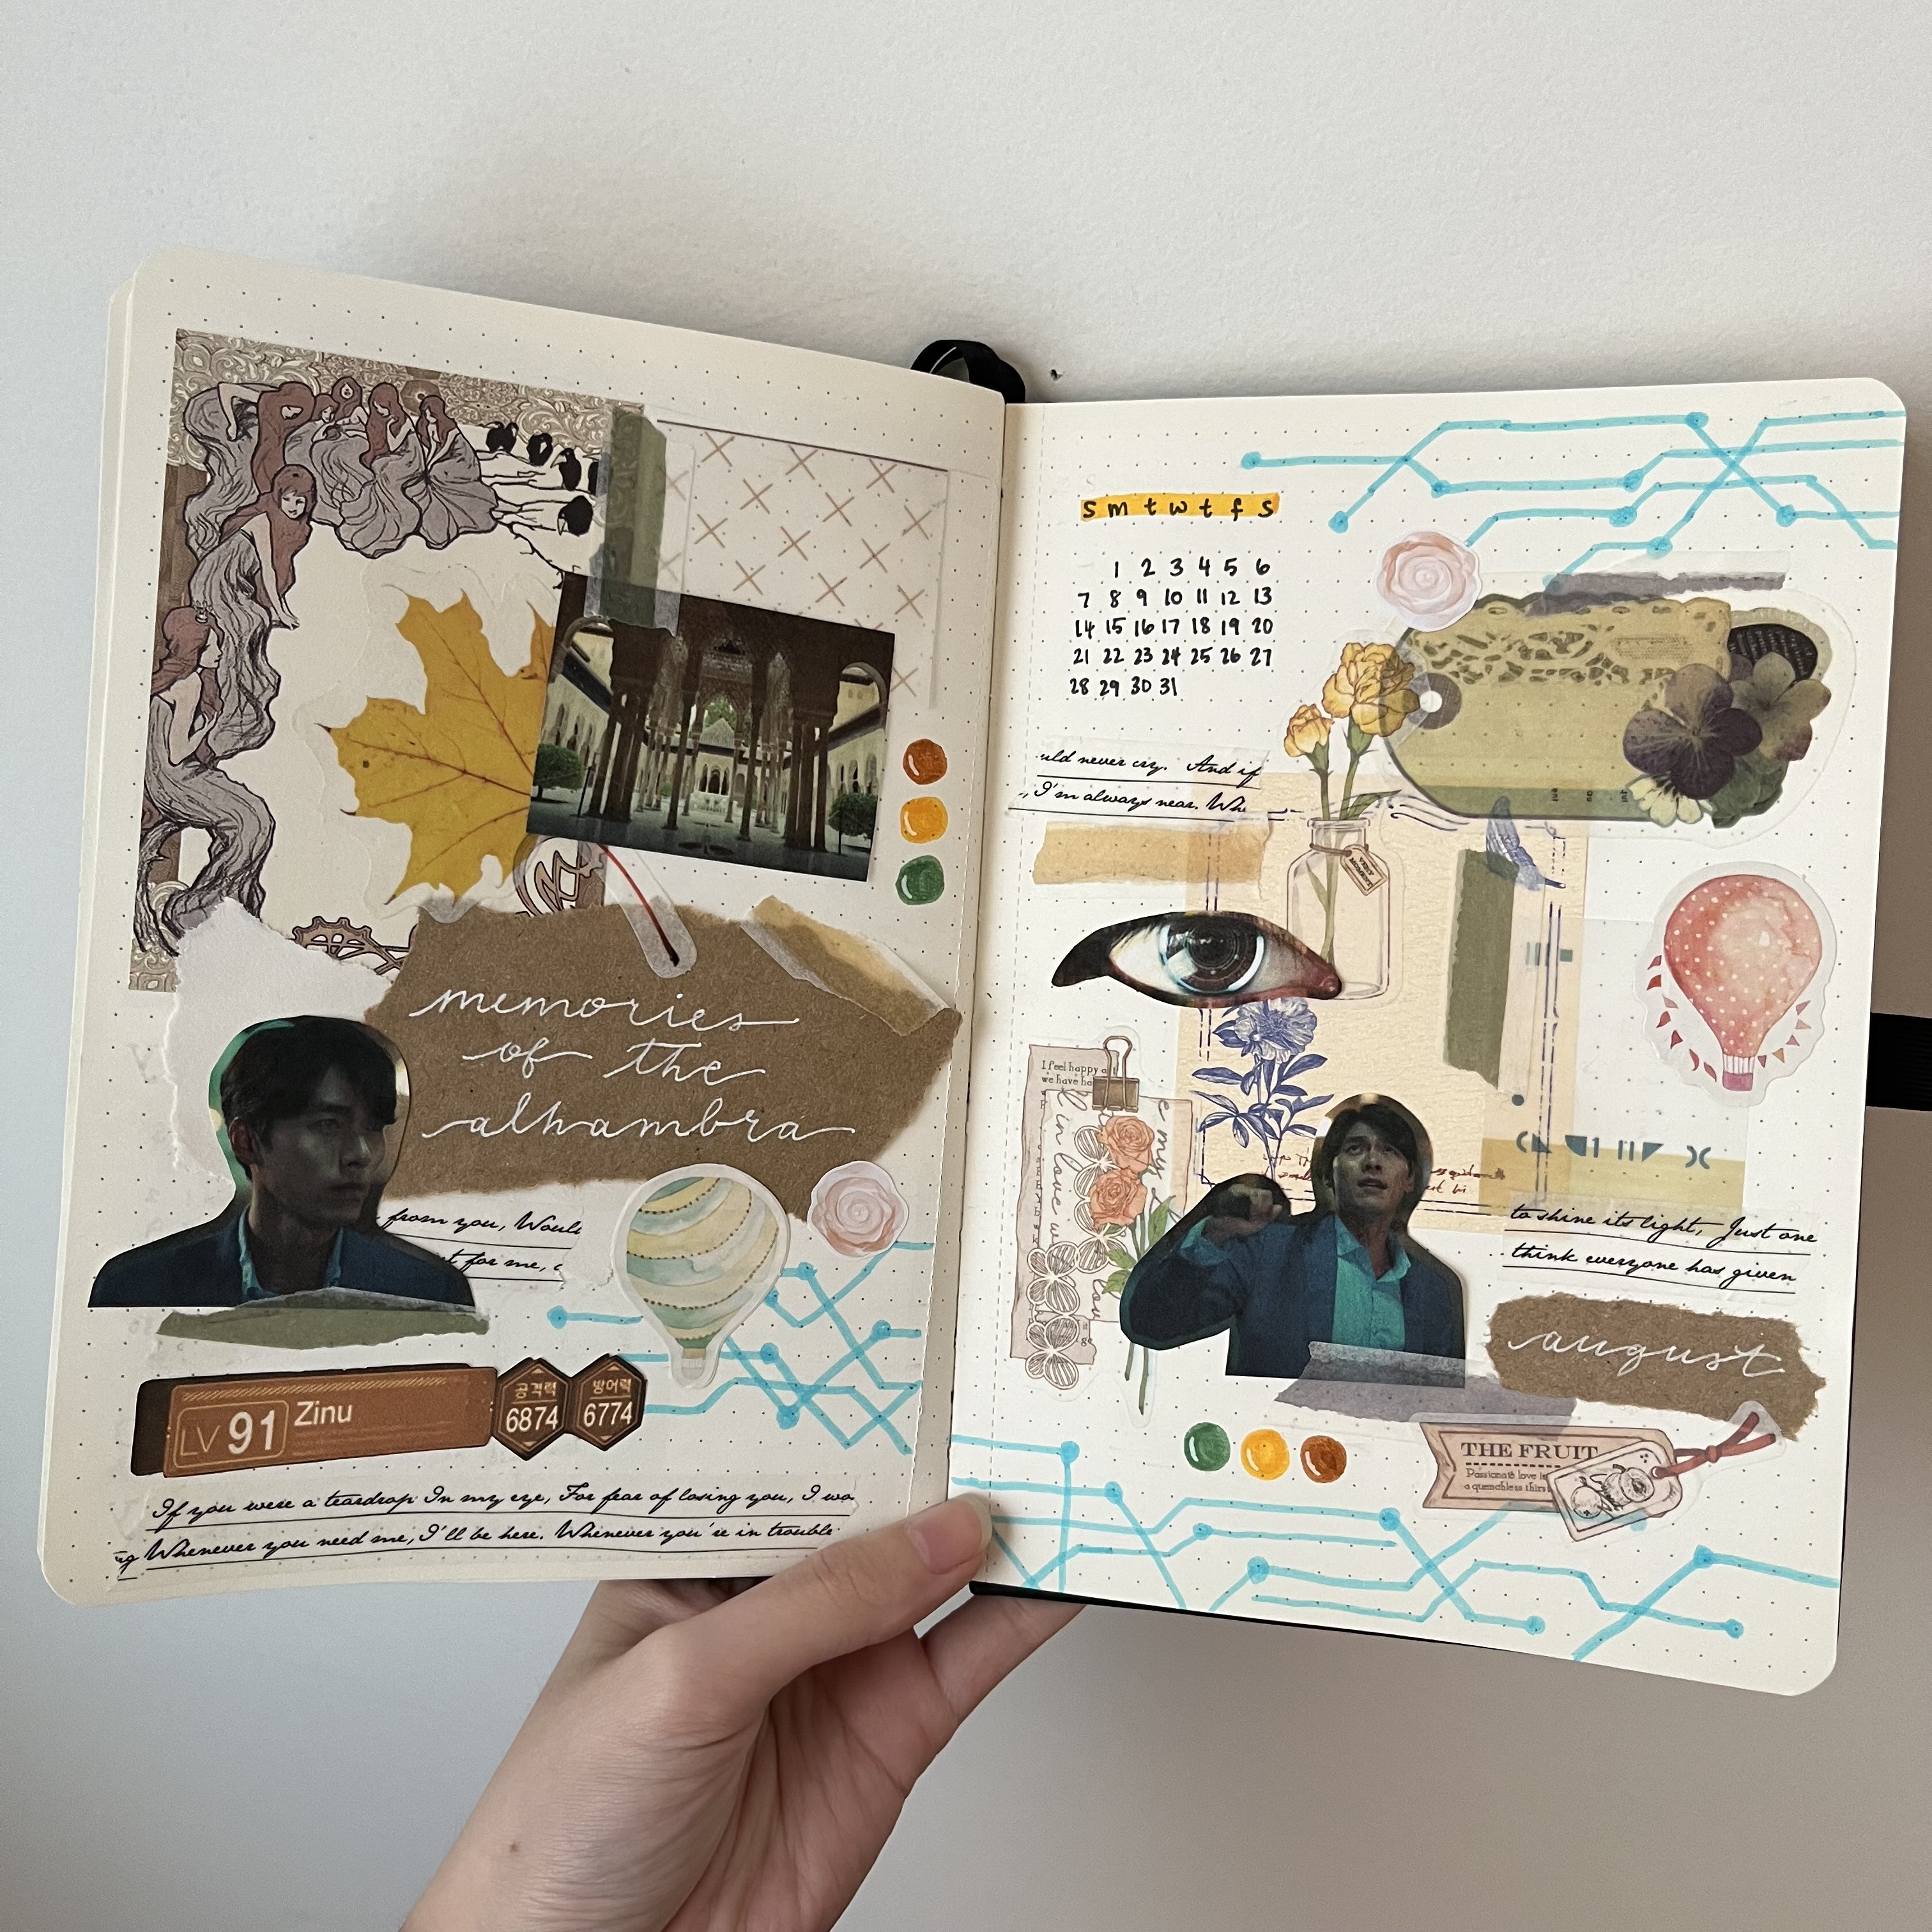 memories
of the
alhambra
from you, Would
t for me,
LV 91 Zinu
공격력
6874
방어력
6774
If you were a teardrop In my eye, For fear of losing you, I wo
Whenever you need me, I'll be here. Whenever you're in trouble
s m t w t f s
1 2 3 4 5 6
7 8 9 10 11 12 13
14 15 16 17 18 19 20
21 22 23 24 25 26 27
28 29 30 31
uld never cry. And if
I'm always near. Whe
I feel happy
we have
to shine its light, Just one
think everyone has given
august
THE FRUIT
Passionate love is
a quenchless thirs